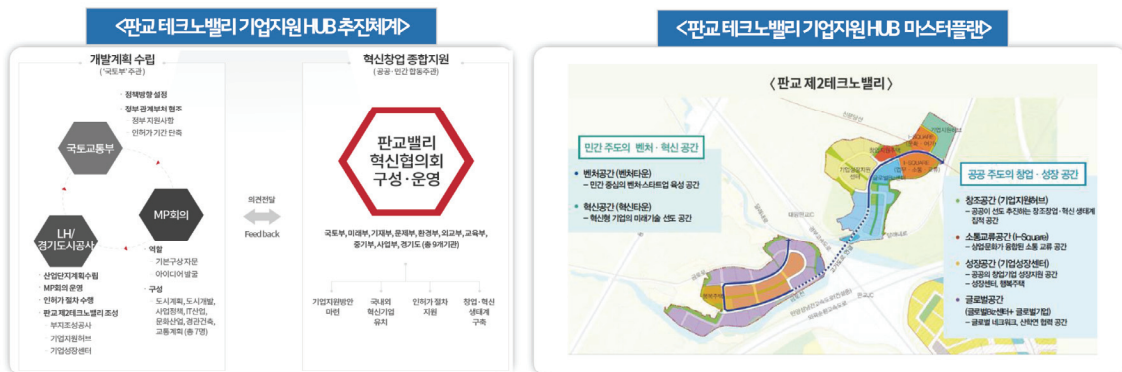 <판교 테크노밸리 기업지원 HUB 추진체계>
개발계획 수립
('국토부' 주관)
· 정책방향 설정
· 정부 관계부처 협조
정부 지원사항
· 인허가 기간 단축
국토교통부
MP회의
LH/
경기도시공사
역할
기본구상 자문
아이디어 발굴
· 구성
· 도시계획, 도시개발,
사업정책, IT산업,
문화산업, 경관건축,
교통계획 (총 7명)
· 산업단지계획수립
· MP회의 운영
· 인허가 절차 수행
· 판교 제2테크노밸리 조성
부지조성공사
기업지원허브
기업성장센터
의견전달
Feedback
혁신창업 종합지원
(공공·민간 합동주관)
판교밸리
혁신협의회
구성·운영
국토부, 미래부, 기재부, 문체부, 환경부, 외교부, 교육부,
중기부, 사업부, 경기도 (총 9개기관)
기업지원방안
마련
국내외
혁신기업
유치
인허가 절차
지원
창업·혁신
생태계
구축
<판교 테크노밸리 기업지원 HUB 마스터플랜>
〈 판교 제2테크노밸리 〉
민간 주도의 벤처·혁신 공간
• 벤처공간 (벤처타운)
– 민간 중심의 벤처·스타트업 육성 공간
• 혁신공간 (혁신타운)
– 혁신형 기업의 미래기술 선도 공간
공공 주도의 창업·성장 공간
• 창조공간 (기업지원허브)
– 공공이 선도 추진하는 창조창업·혁신 생태계
집적 공간
• 소통교류공간 (I-Square)
– 상업문화가 융합된 소통 교류 공간
• 성장공간 (기업성장센터)
– 공공의 창업기업 성장지원 공간
– 성장센터, 행복주택
• 글로벌공간
(글로벌Biz센터+ 글로벌기업)
– 글로벌 네크워크, 산학연 협력 공간
기업지원허브